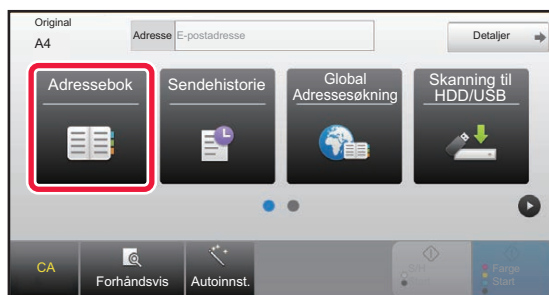 Original
A4
Adresse E-postadresse
Detaljer
Adressebok
Sendehistorie
Global
Adressesøkning
Skanning til
HDD/USB
CA
Forhåndsvis
Autoinnst.
S/H
Start
Farge
Start